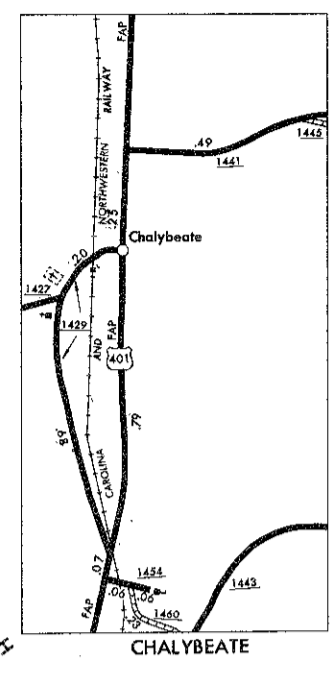 FAP
RAILWAY
NORTHWESTERN
1445
.49
1441
.25
Chalybeate
.20
1427
1429
FAP
AND
401
.79
.89
CAROLINA
.07
1454
.06
.06
1443
FAP
1460
.23
CHALYBEATE